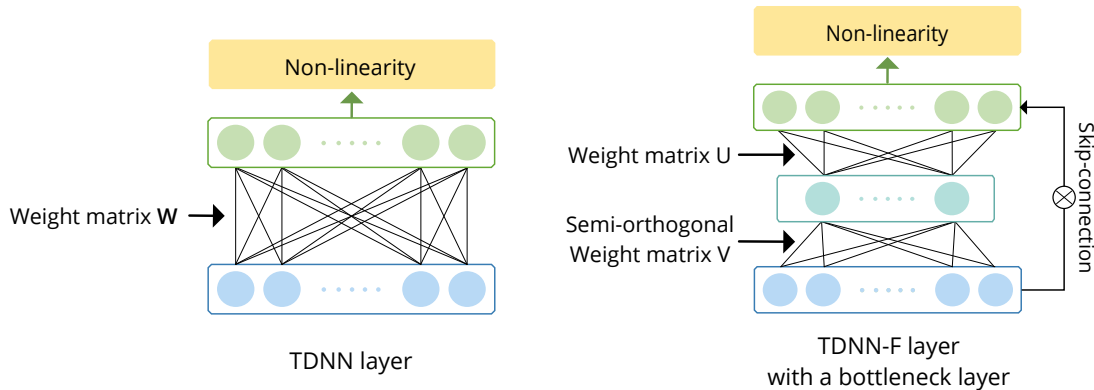 Non-linearity
Weight matrix W
TDNN layer
Non-linearity
Weight matrix U
Semi-orthogonal
Weight matrix V
Skip-connection
TDNN-F layer
with a bottleneck layer